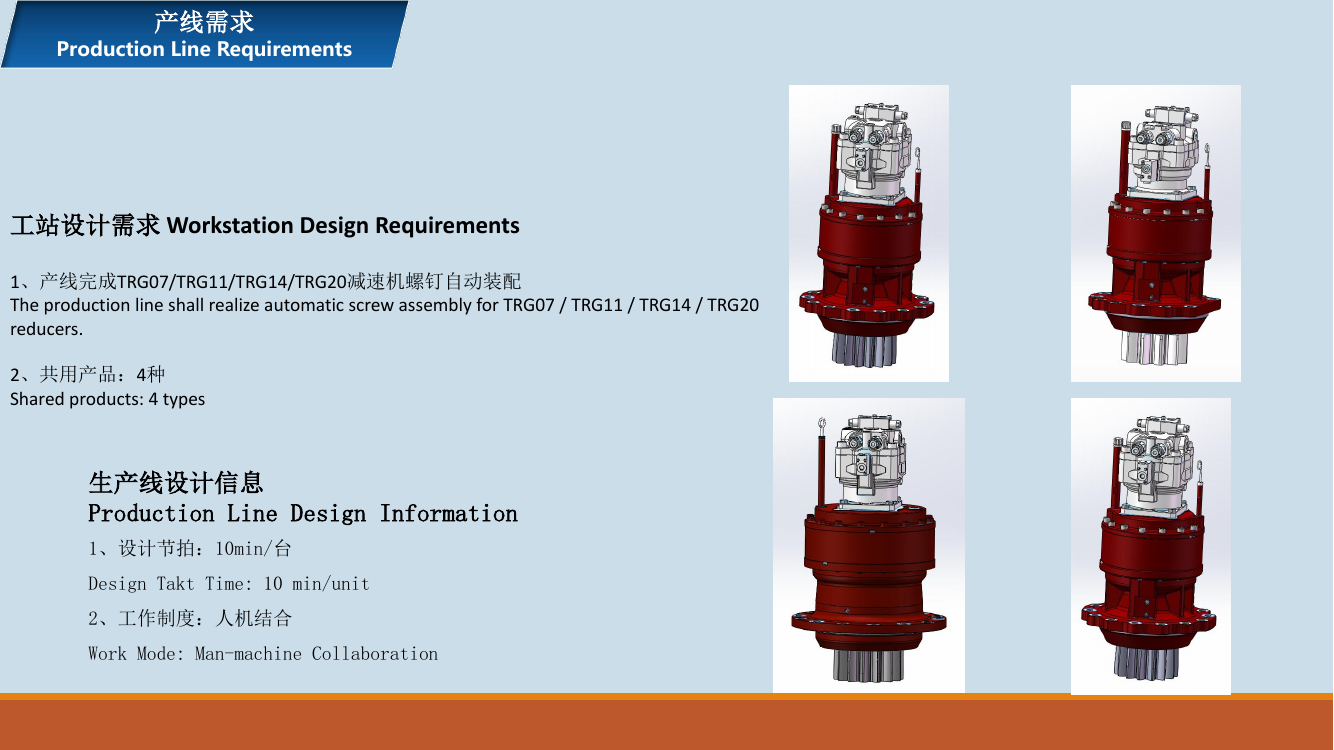 产线需求
Production Line Requirements
工站设计需求 Workstation Design Requirements
1、产线完成TRG07/TRG11/TRG14/TRG20减速机螺钉自动装配
The production line shall realize automatic screw assembly for TRG07 / TRG11 / TRG14 / TRG20
reducers.
2、共用产品：4种
Shared products: 4 types
生产线设计信息
Production Line Design Information
1、设计节拍：10min/台
Design Takt Time: 10 min/unit
2、工作制度：人机结合
Work Mode: Man-machine Collaboration